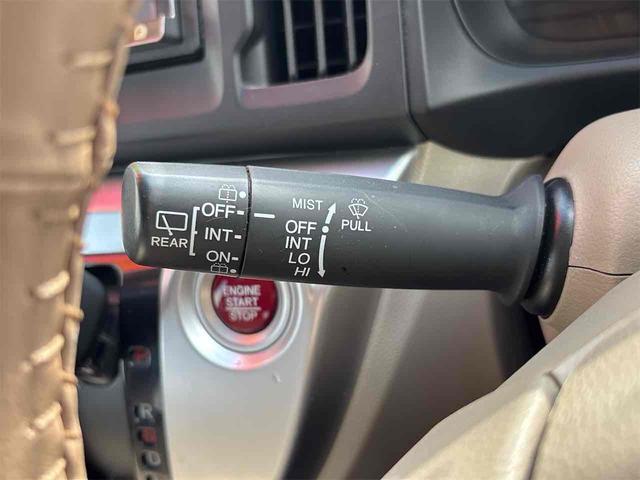 REAR
OFF
INT
ON
MIST
OFF
INT
LO
HI
PULL
ENGINE
START
STOP
R